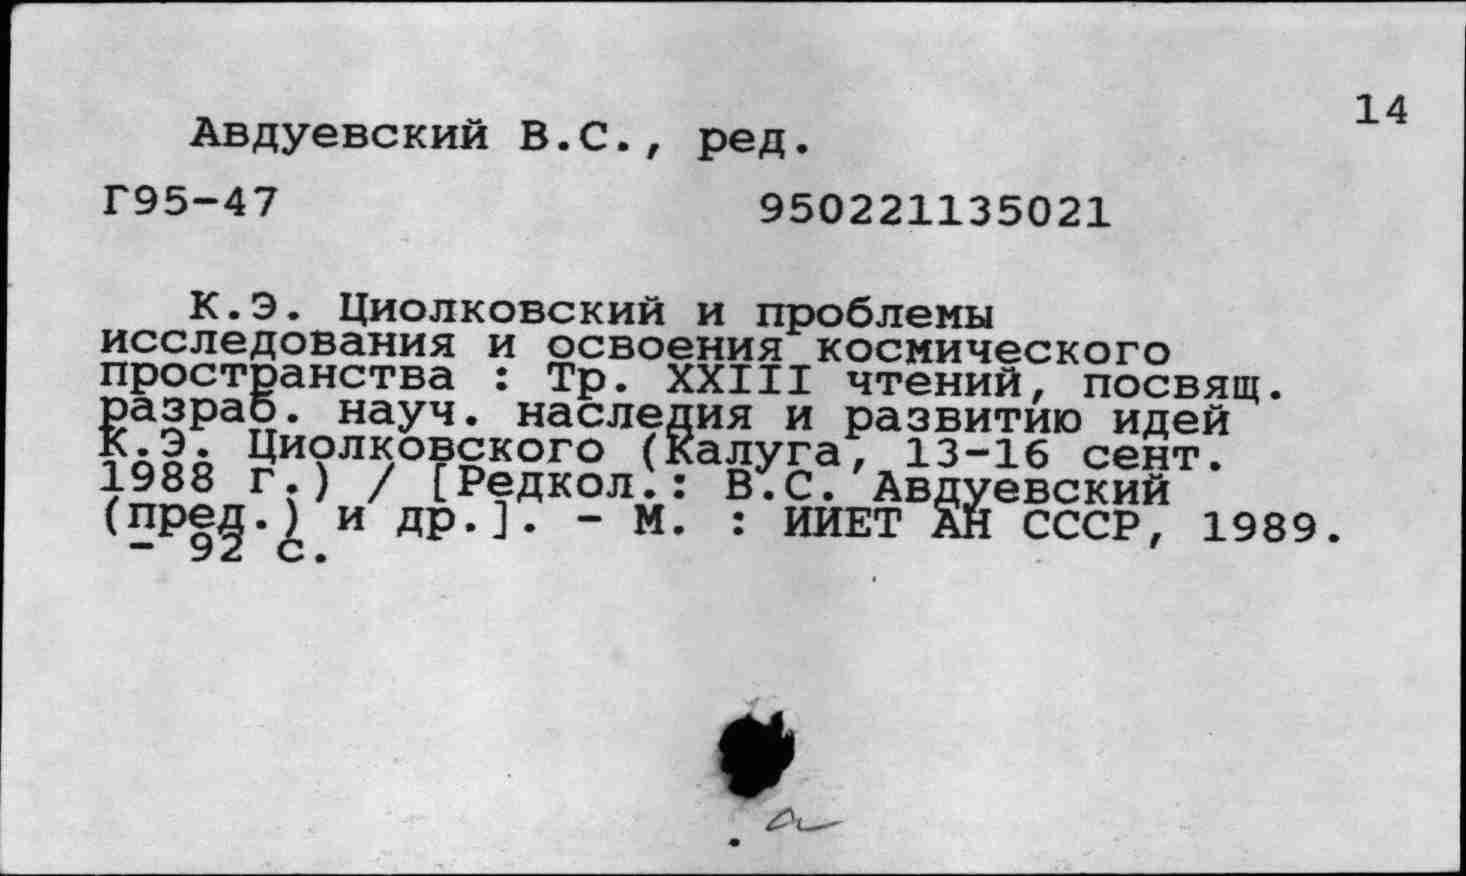 14
Авдуевский В.С., ред.
Г95-47 950221135021
К.Э. Циолковский и проблемы
исследования и освоения космического
пространства : Тр. XXIII чтений, посвящ.
разраб. науч. наследия и развитию идей
К.Э. Циолковского (Калуга, 13-16 сент.
1988 г.) / [Редкол.: В.С. Авдуевский
(пред.) и др.]. - М. : ИИЕТ АН СССР, 1989.
- 92 с.